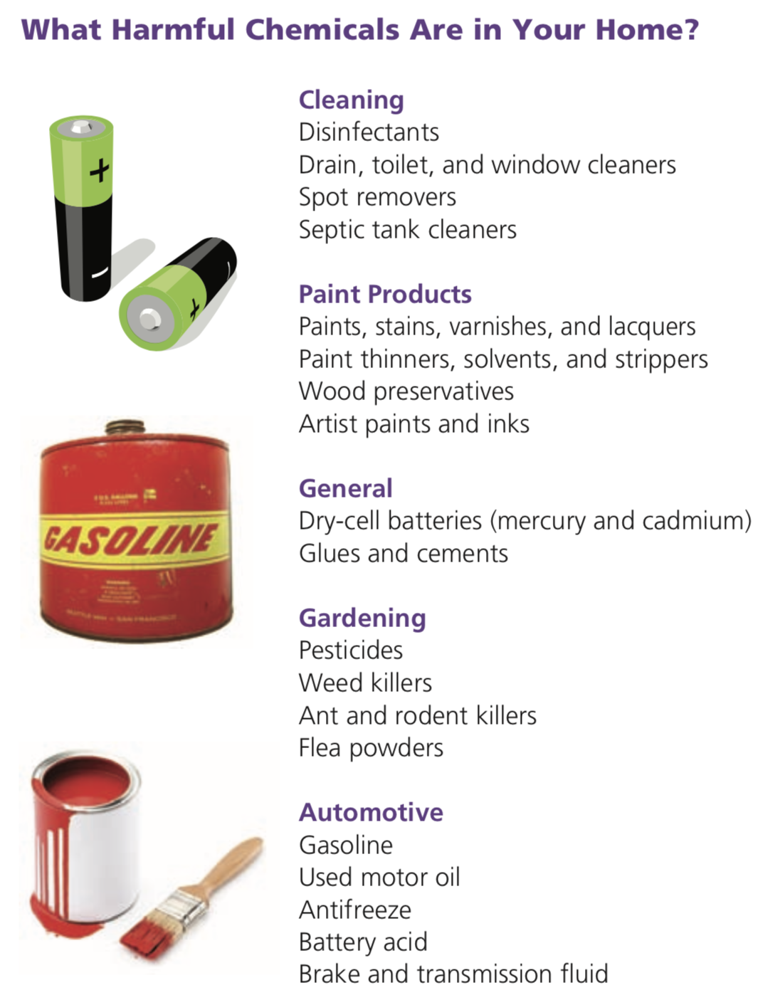 What Harmful Chemicals Are in Your Home?
Cleaning
Disinfectants
Drain, toilet, and window cleaners
Spot removers
Septic tank cleaners
Paint Products
Paints, stains, varnishes, and lacquers
Paint thinners, solvents, and strippers
Wood preservatives
Artist paints and inks
General
Dry-cell batteries (mercury and cadmium)
Glues and cements
Gardening
Pesticides
Weed killers
Ant and rodent killers
Flea powders
Automotive
Gasoline
Used motor oil
Antifreeze
Battery acid
Brake and transmission fluid
+
–
+
GASOLINE